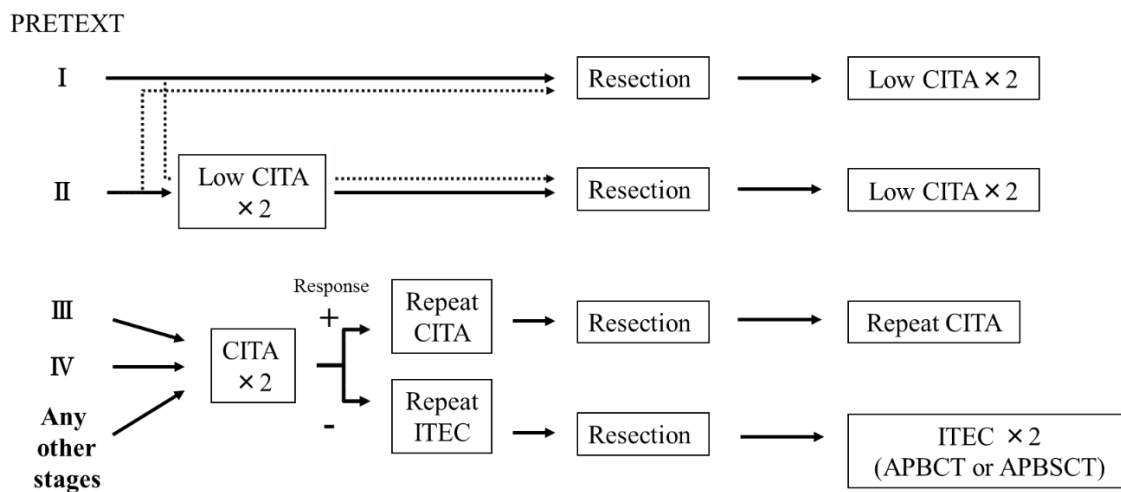 PRETEXT
Ⅰ
Resection
Low CITA × 2
Ⅱ
Low CITA
× 2
Resection
Low CITA × 2
Ⅲ
Ⅳ
Any
other
stages
CITA
× 2
Response
+
-
Repeat
CITA
Resection
Repeat CITA
Repeat
ITEC
Resection
ITEC × 2
(APBCT or APBSCT)